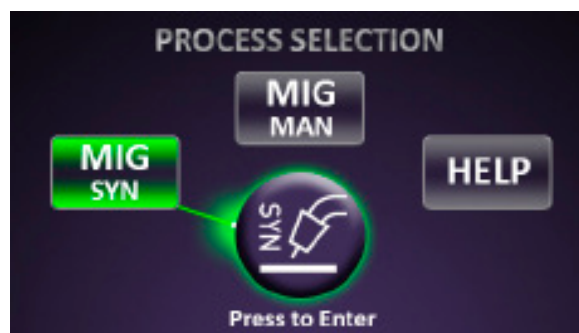 PROCESS SELECTION
MIG
MAN
MIG
SYN
HELP
SYN
Press to Enter